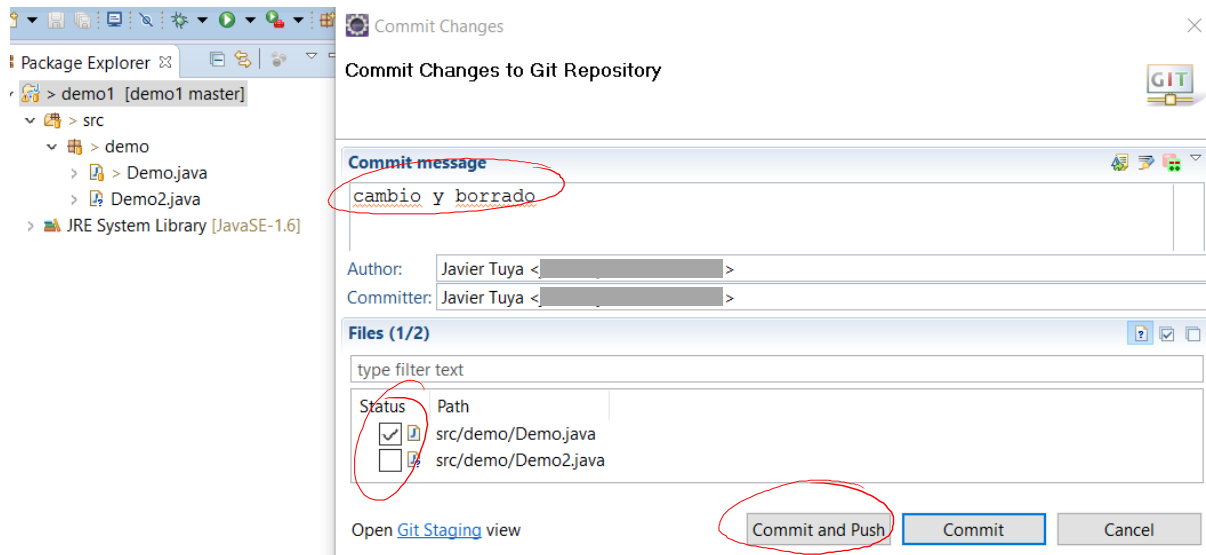 Commit Changes
Package Explorer
Commit Changes to Git Repository
GIT
> demo1 [demo1 master]
> src
> demo
> Demo.java
Demo2.java
JRE System Library [JavaSE-1.6]
Commit message
cambio y borrado
Author: Javier Tuya < >
Committer: Javier Tuya < >
Files (1/2)
type filter text
Status Path
src/demo/Demo.java
src/demo/Demo2.java
Open Git Staging view
Commit and Push Commit Cancel